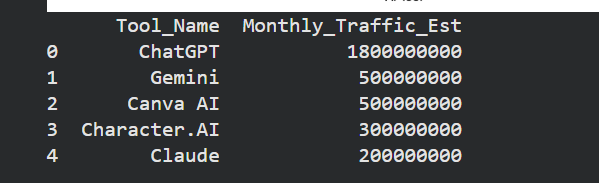 Tool_Name Monthly_Traffic_Est
0 ChatGPT 1800000000
1 Gemini 500000000
2 Canva AI 500000000
3 Character.AI 300000000
4 Claude 200000000